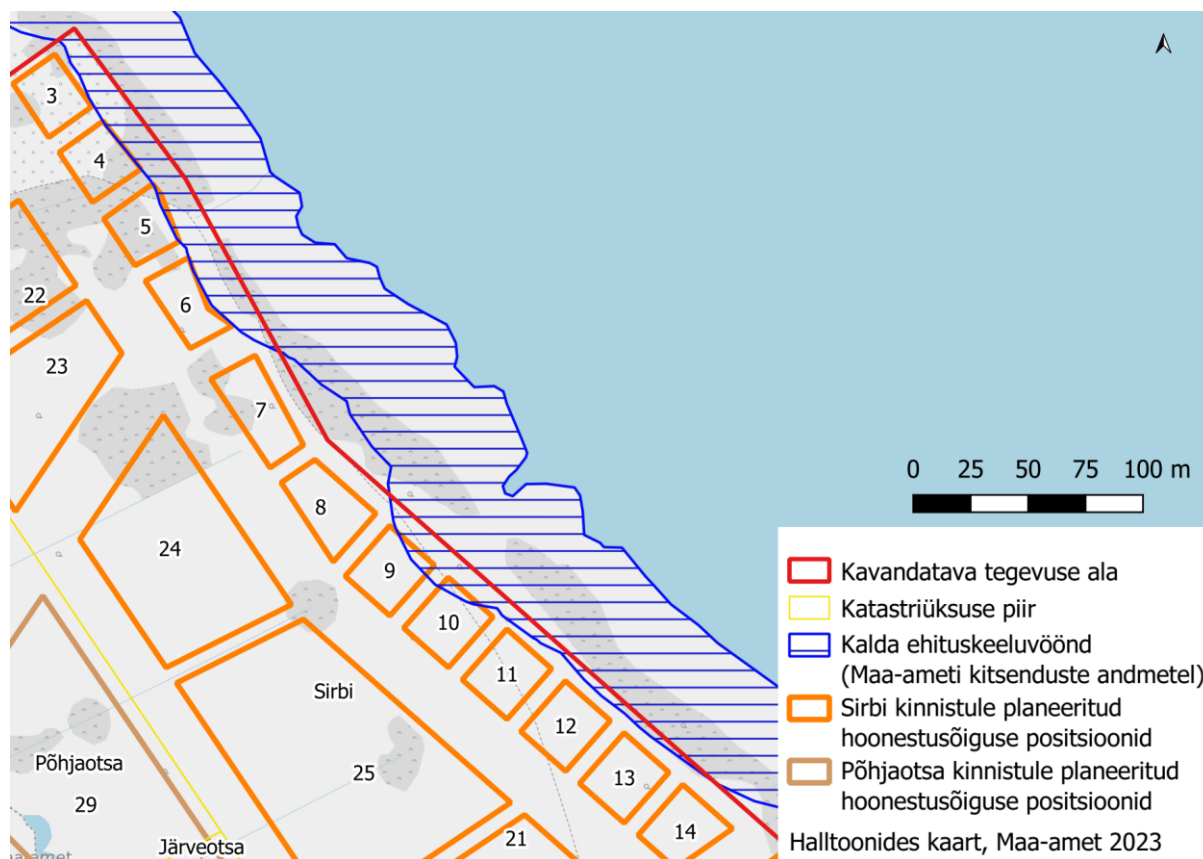 3
4
5
6
22
23
7
8
24
9
10
11
Sirbi
12
25
13
Põhjaotsa
29
14
21
Järveotsa
0 25 50 75 100 m
Kavandatava tegevuse ala
Katastriüksuse piir
Kalda ehituskeeluvöönd
(Maa-ameti kitsenduste andmetel)
Sirbi kinnistule planeeritud
hoonestusõiguse positsioonid
Põhjaotsa kinnistule planeeritud
hoonestusõiguse positsioonid
Halltoonides kaart, Maa-amet 2023